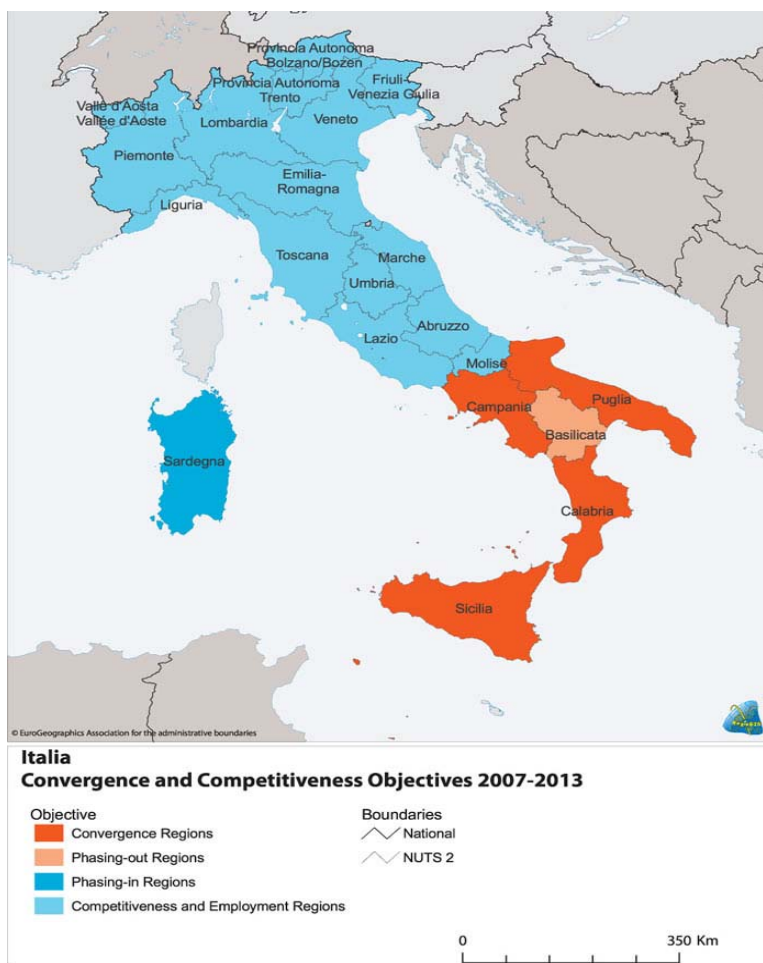 Provincia Autonoma
Bolzano/Bozen
Friuli-
Venezia Giulia
Provincia Autonoma
Trento
Valle d'Aosta
Vallée d'Aoste
Lombardia
Veneto
Piemonte
Emilia-
Romagna
Liguria
Toscana
Marche
Umbria
Abruzzo
Lazio
Molise
Campania
Puglia
Basilicata
Sardegna
Calabria
Sicilia
© EuroGeographics Association for the administrative boundaries
Italia
Convergence and Competitiveness Objectives 2007-2013
Objective
Convergence Regions
Phasing-out Regions
Phasing-in Regions
Competitiveness and Employment Regions
Boundaries
National
NUTS 2
0 350 Km